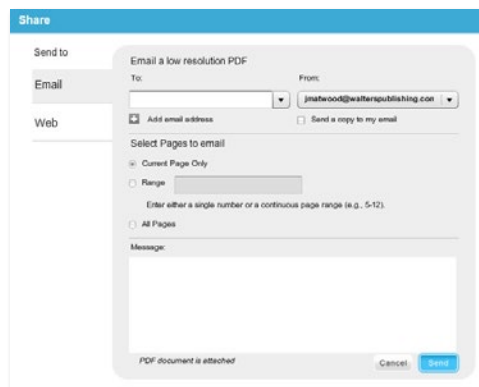 Share
Send to
Email
Web
Email a low resolution PDF
To:
From:
jmatwood@walterspublishing.con
Add email address
Send a copy to my email
Select Pages to email
Current Page Only
Range
Enter either a single number or a continuous page range (e.g., 5-12).
All Pages
Message:
PDF document is attached
Cancel
Send